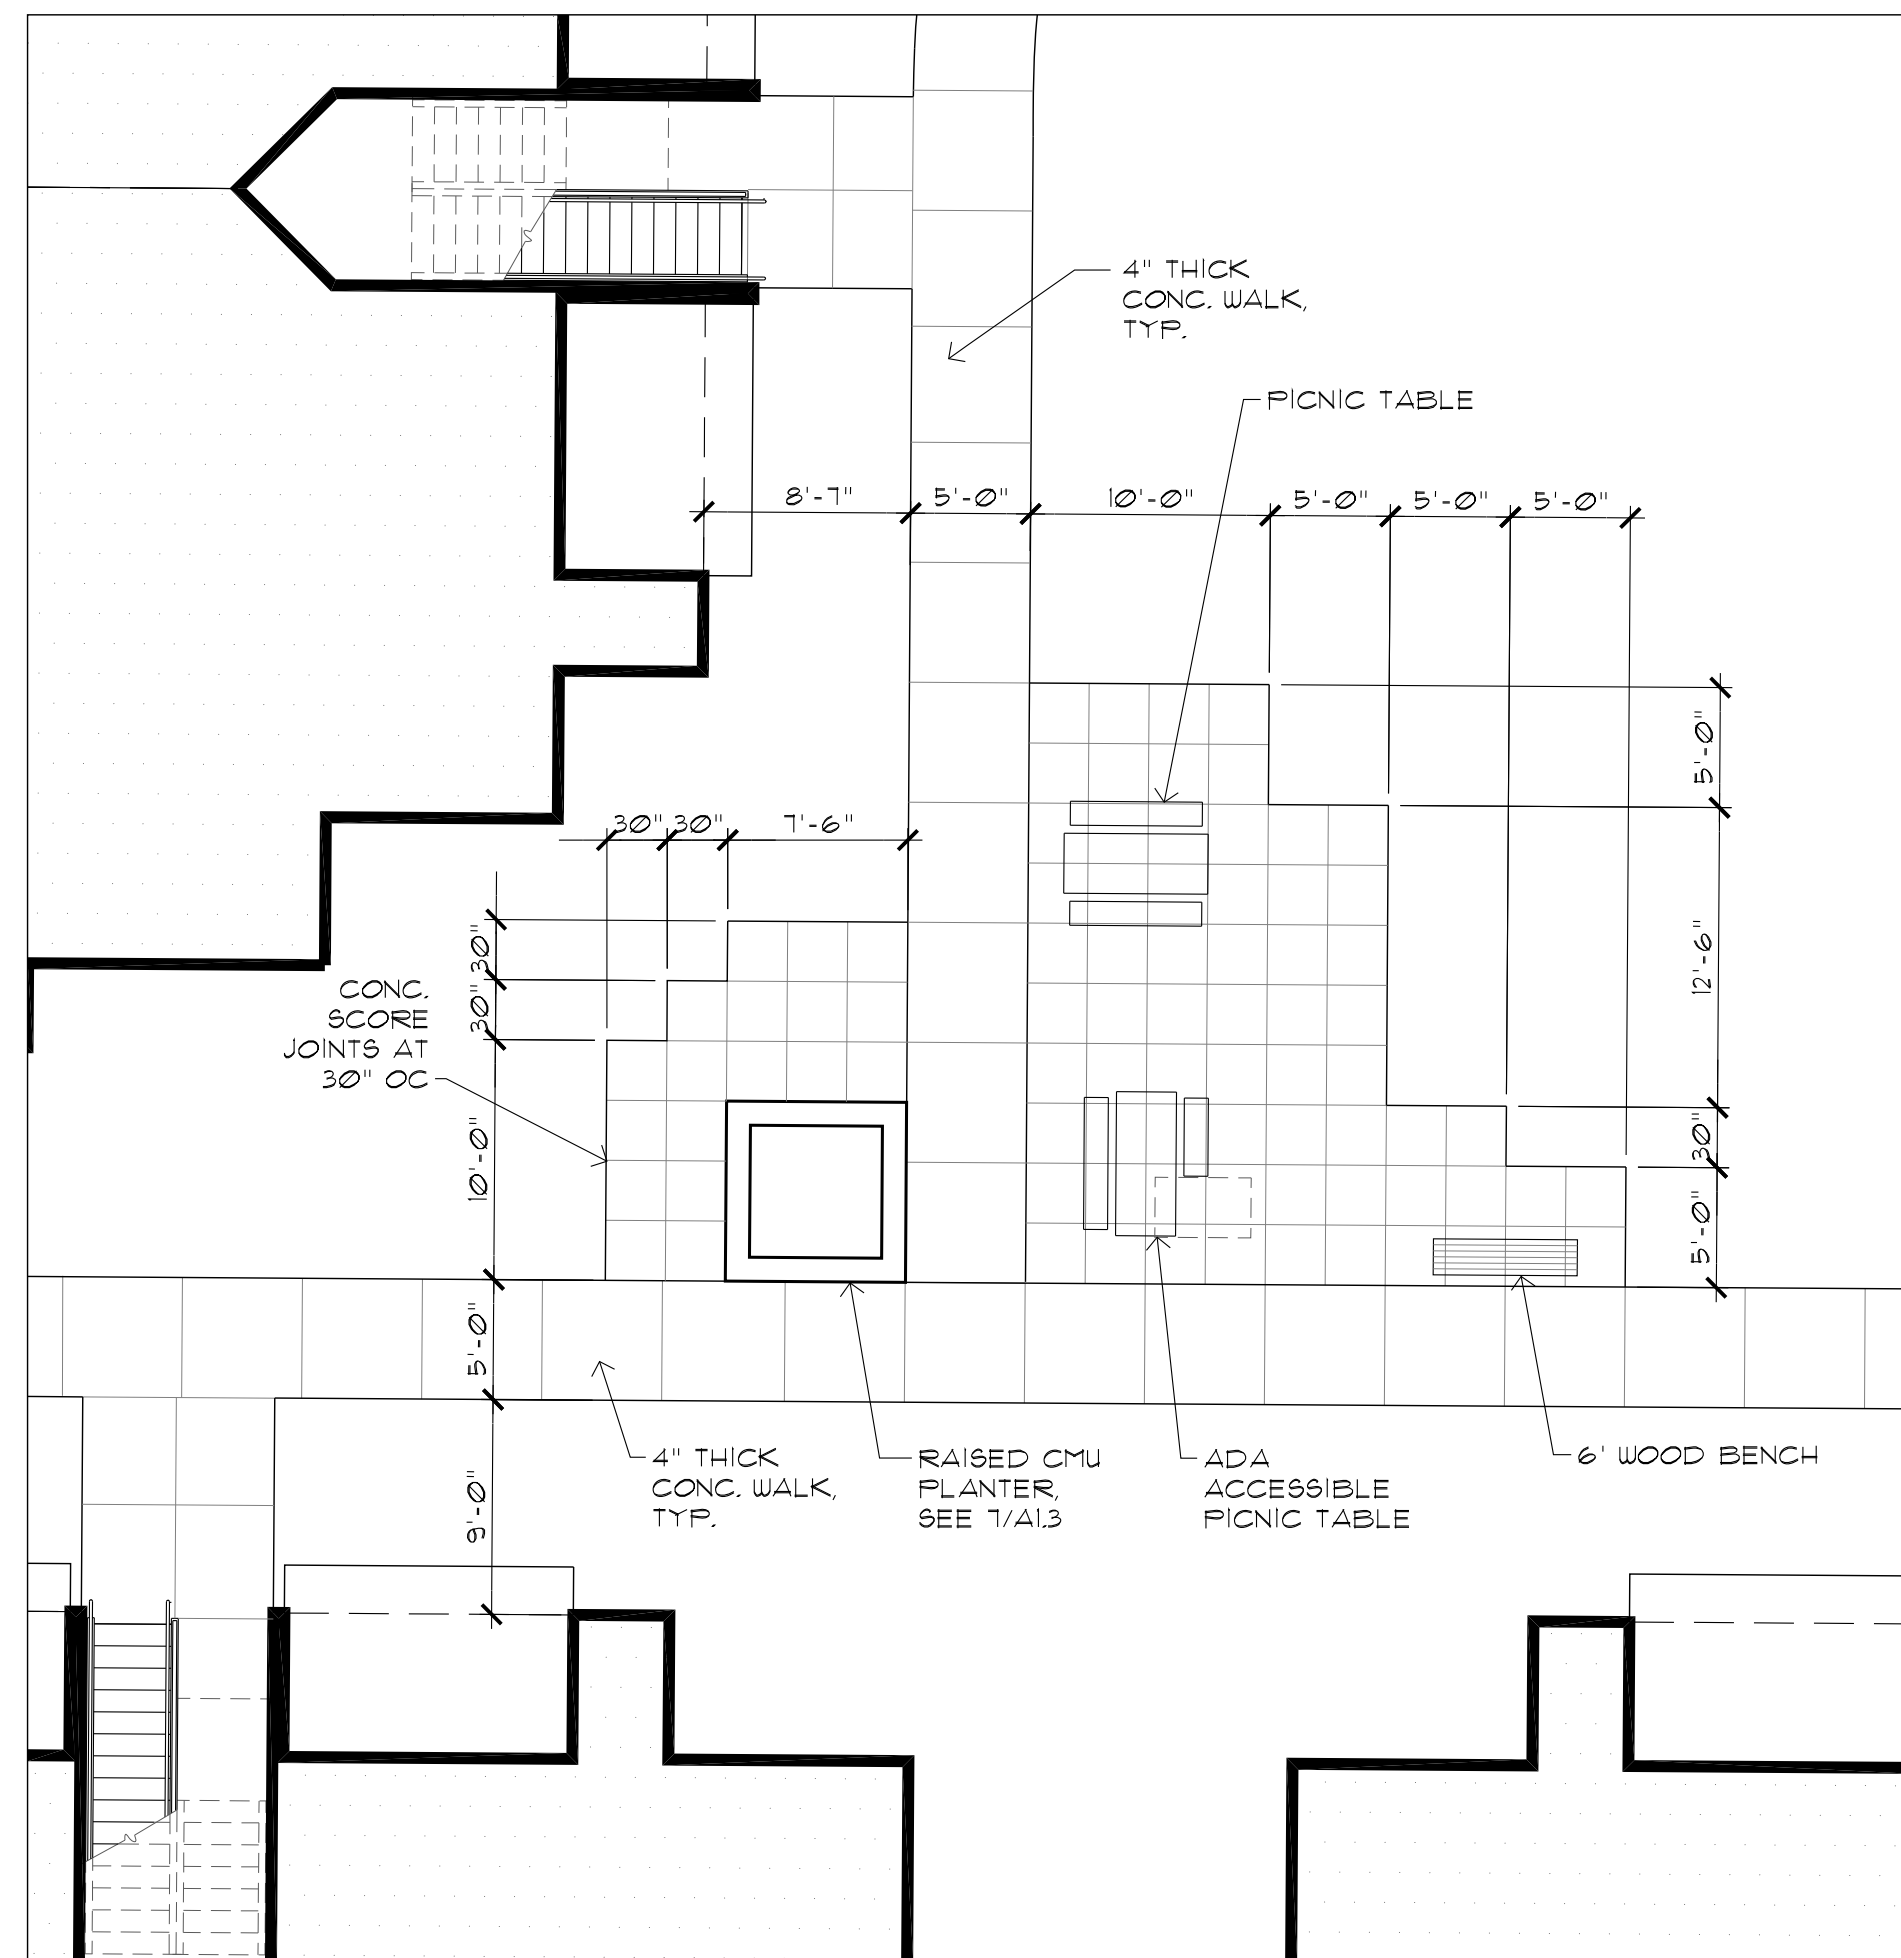 4" THICK
CONC. WALK,
TYP.
PICNIC TABLE
8'-7"
5'-0"
10'-0"
5'-0"
5'-0"
5'-0"
5'-0"
12'-6"
30"
5'-0"
30"
30"
7'-6"
30"
30"
10'-0"
5'-0"
9'-0"
CONC.
SCORE
JOINTS AT
30" OC
4" THICK
CONC. WALK,
TYP.
RAISED CMU
PLANTER,
SEE 7/A1.3
ADA
ACCESSIBLE
PICNIC TABLE
6' WOOD BENCH